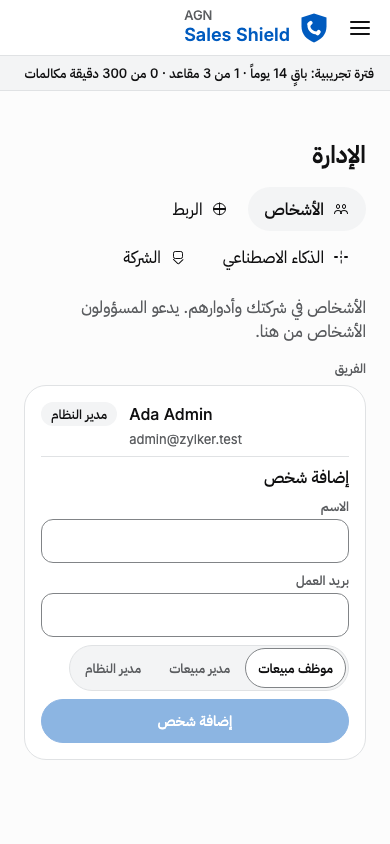 AGN
Sales Shield
فترة تجريبية: باقٍ 14 يوماً · 1 من 3 مقاعد · 0 من 300 دقيقة مكالمات
الإدارة
الأشخاص
الربط
الذكاء الاصطناعي
الشركة
الأشخاص في شركتك وأدوارهم. يدعو المسؤولون
الأشخاص من هنا.
الفريق
Ada Admin
مدير النظام
admin@zylker.test
إضافة شخص
الاسم
بريد العمل
موظف مبيعات
مدير مبيعات
مدير النظام
إضافة شخص